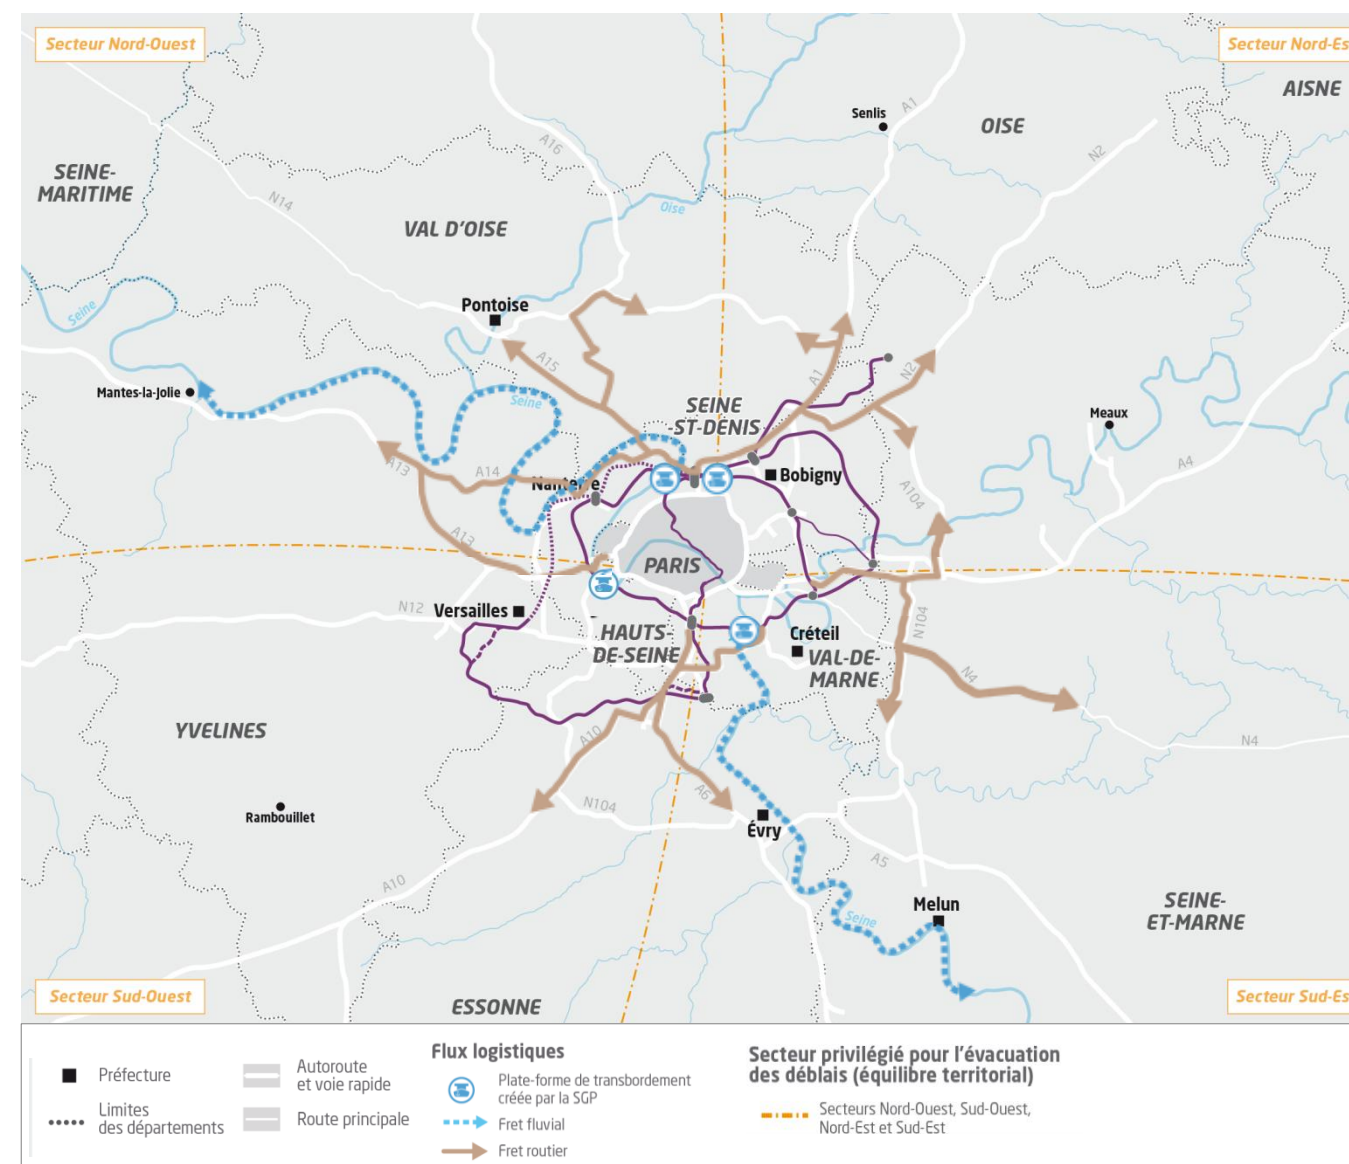 Secteur Nord-Ouest
Secteur Nord-Es
AISNE
Senlis
A1
OISE
A16
N2
SEINE-
MARITIME
N14
Oise
VAL D'OISE
Seine
Pontoise
A15
A1
N2
Mantes-la-Jolie
Seine
SEINE
-ST-DENIS
Meaux
A13
A14
Nanterre
Bobigny
A4
A104
A13
PARIS
N12
Versailles
HAUTS-
DE-SEINE
Créteil
VAL-DE-
MARNE
N104
N4
YVELINES
A10
N4
A6
N104
Rambouillet
Évry
A5
A10
Melun
Seine
SEINE-
ET-MARNE
Secteur Sud-Ouest
ESSONNE
Secteur Sud-Es
Préfecture
Limites
des départements
Autoroute
et voie rapide
Route principale
Flux logistiques
Plate-forme de transbordement
créée par la SGP
Fret fluvial
Fret routier
Secteur privilégié pour l'évacuation
des déblais (équilibre territorial)
Secteurs Nord-Ouest, Sud-Ouest,
Nord-Est et Sud-Est